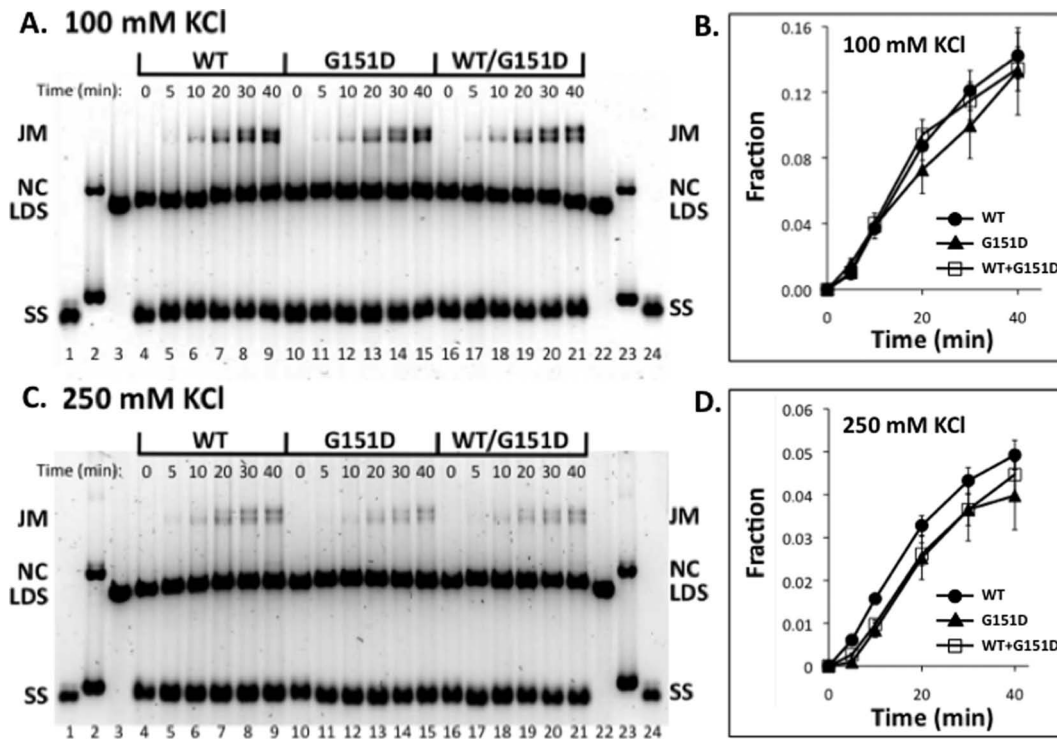 A. 100 mM KCl
WT G151D WT/G151D
Time (min): 0 5 10 20 30 40 0 5 10 20 30 40 0 5 10 20 30 40
JM JM
NC NC
LDS LDS
SS SS
1 2 3 4 5 6 7 8 9 10 11 12 13 14 15 16 17 18 19 20 21 22 23 24
B.
100 mM KCl
Fraction
0.16
0.12
0.08
0.04
0.00
WT
G151D
WT+G151D
0 20 40
Time (min)
C. 250 mM KCl
WT G151D WT/G151D
Time (min): 0 5 10 20 30 40 0 5 10 20 30 40 0 5 10 20 30 40
JM JM
NC NC
LDS LDS
SS SS
1 2 3 4 5 6 7 8 9 10 11 12 13 14 15 16 17 18 19 20 21 22 23 24
D.
250 mM KCl
Fraction
0.06
0.05
0.04
0.03
0.02
0.01
0
WT
G151D
WT+G151D
0 20 40
Time (min)